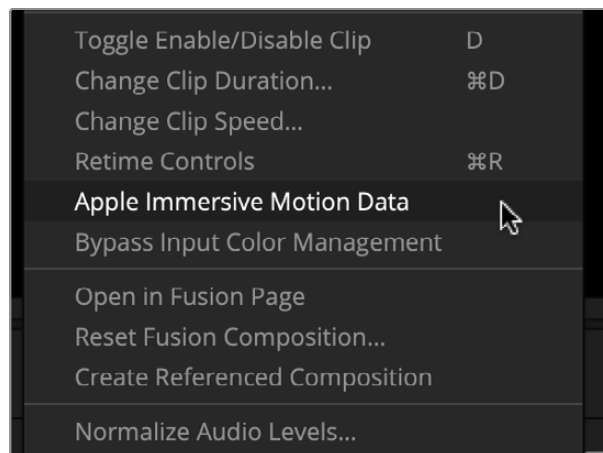 Toggle Enable/Disable Clip D
Change Clip Duration... ⌘D
Change Clip Speed...
Retime Controls ⌘R
Apple Immersive Motion Data
Bypass Input Color Management
Open in Fusion Page
Reset Fusion Composition...
Create Referenced Composition
Normalize Audio Levels...